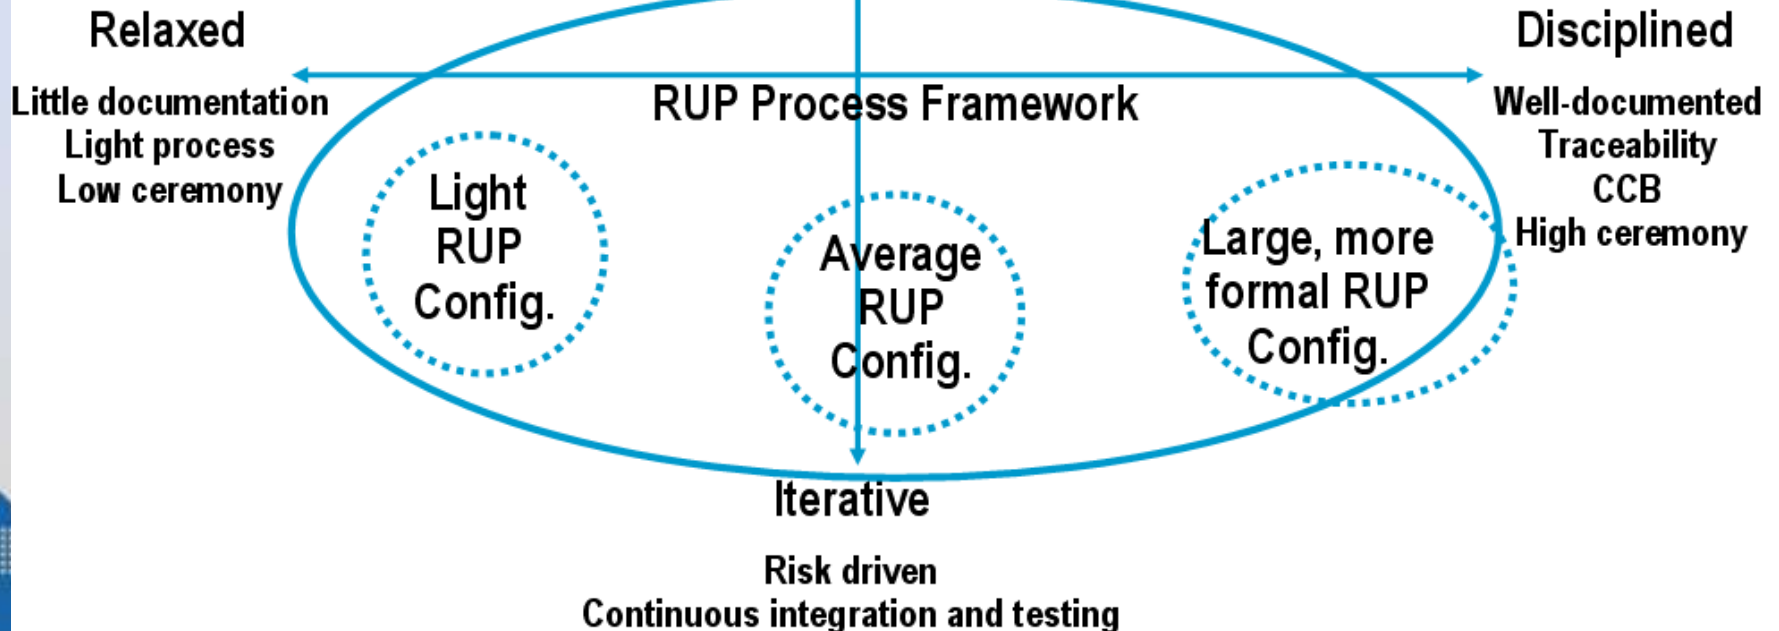 Relaxed
Disciplined
Little documentation
Light process
Low ceremony
RUP Process Framework
Well-documented
Traceability
CCB
High ceremony
Light
RUP
Config.
Average
RUP
Config.
Large, more
formal RUP
Config.
Iterative
Risk driven
Continuous integration and testing